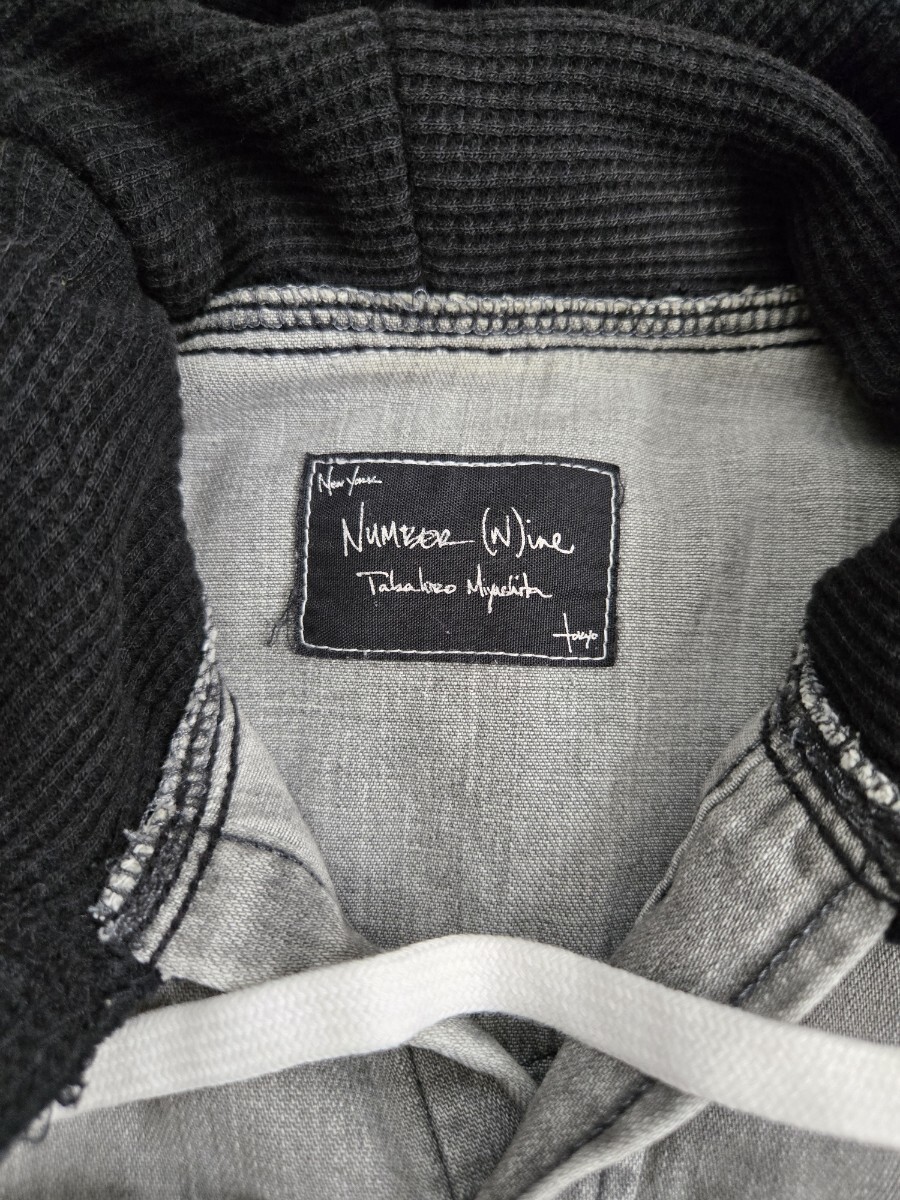 New York
NUMBER (N)ine
Takahiro Miyashita
tokyo